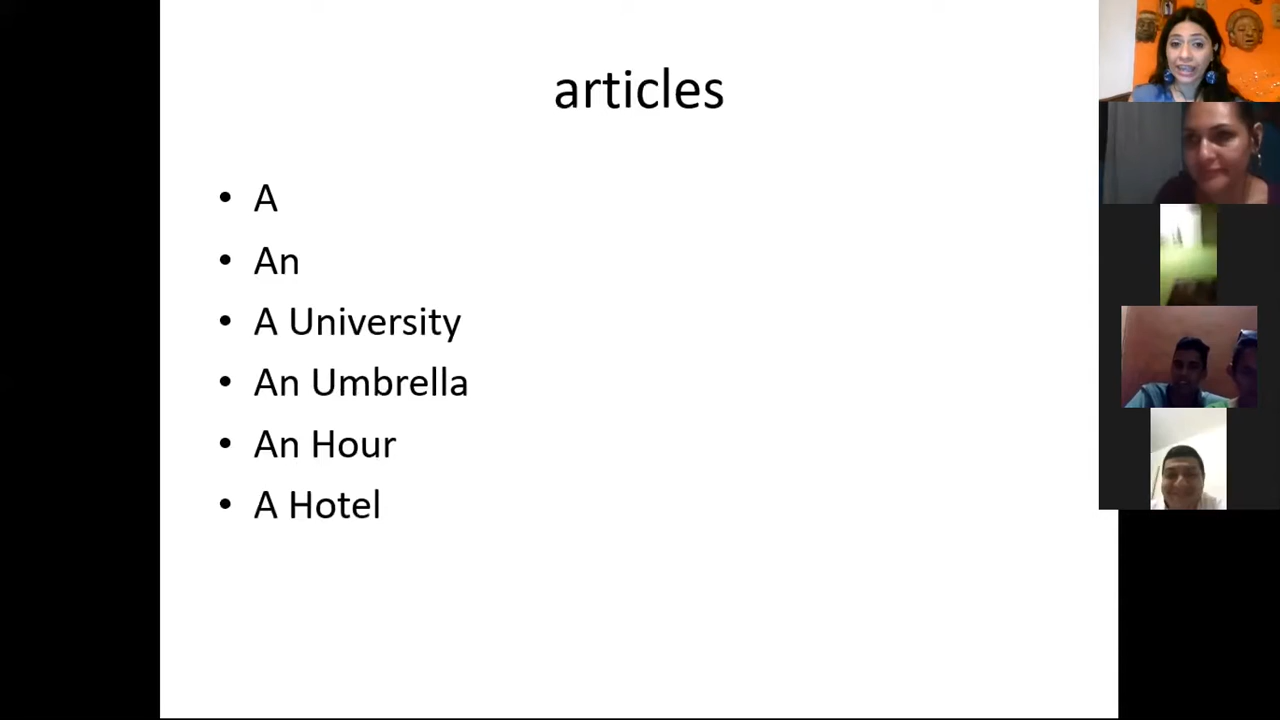 articles
• A
• An
• A University
• An Umbrella
• An Hour
• A Hotel